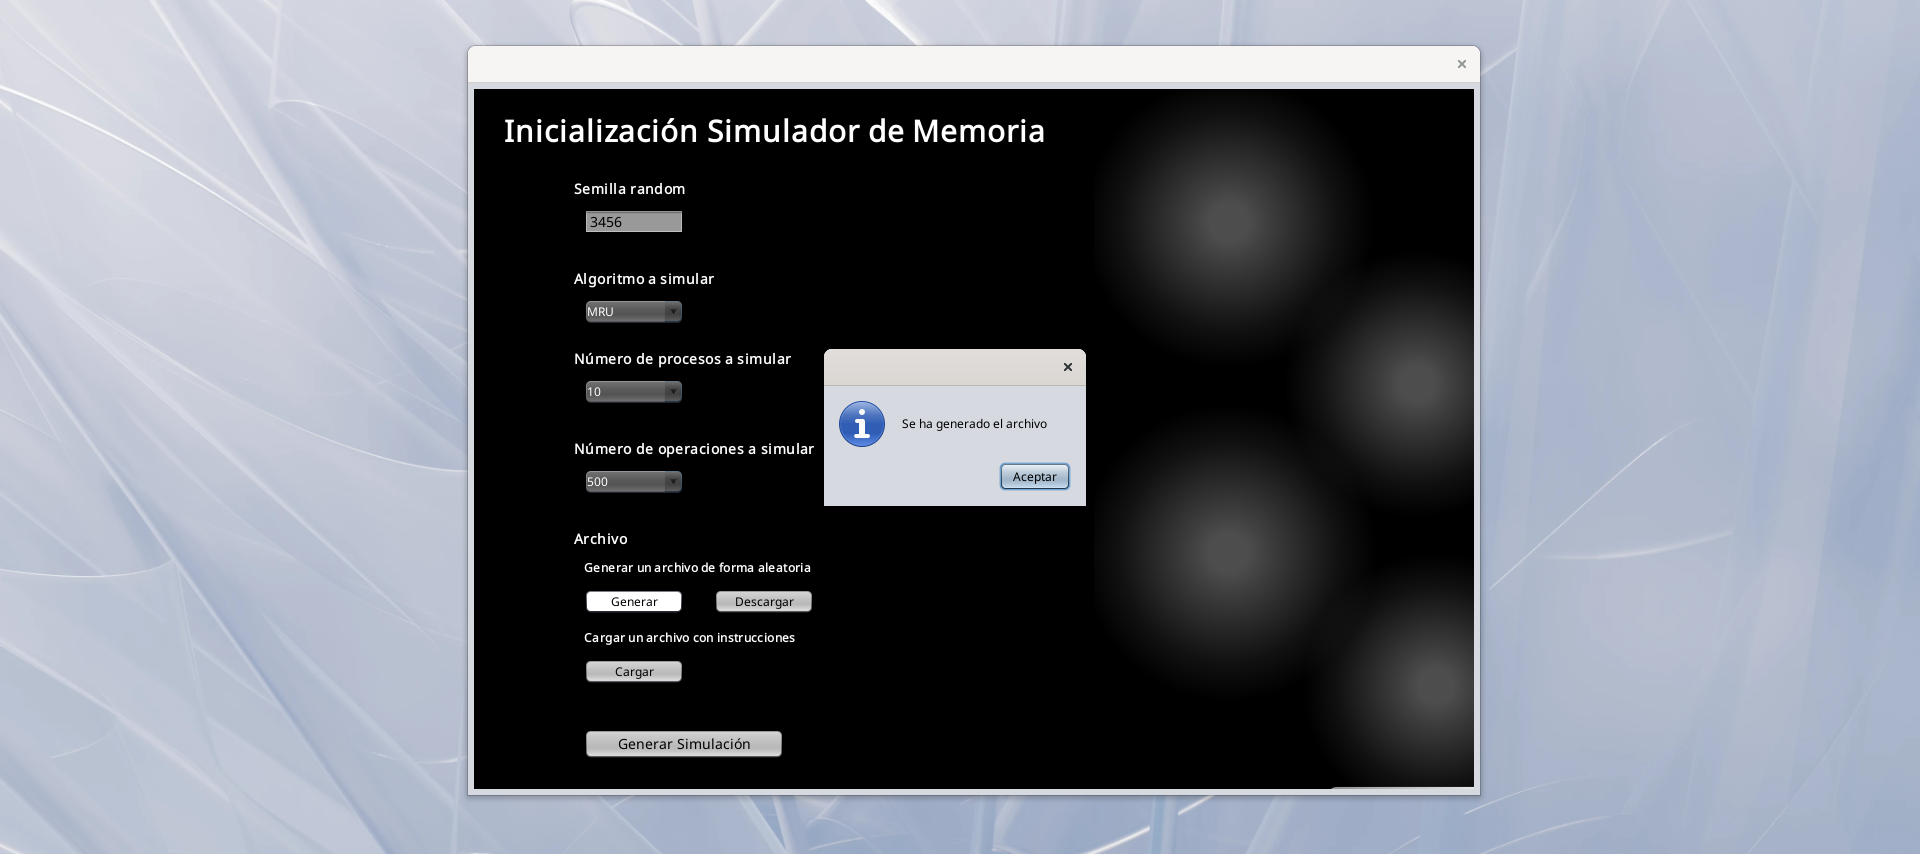 Inicialización Simulador de Memoria
Semilla random
3456
Algoritmo a simular
MRU
Número de procesos a simular
10
Número de operaciones a simular
500
Archivo
Generar un archivo de forma aleatoria
Generar
Descargar
Cargar un archivo con instrucciones
Cargar
Generar Simulación
Se ha generado el archivo
Aceptar